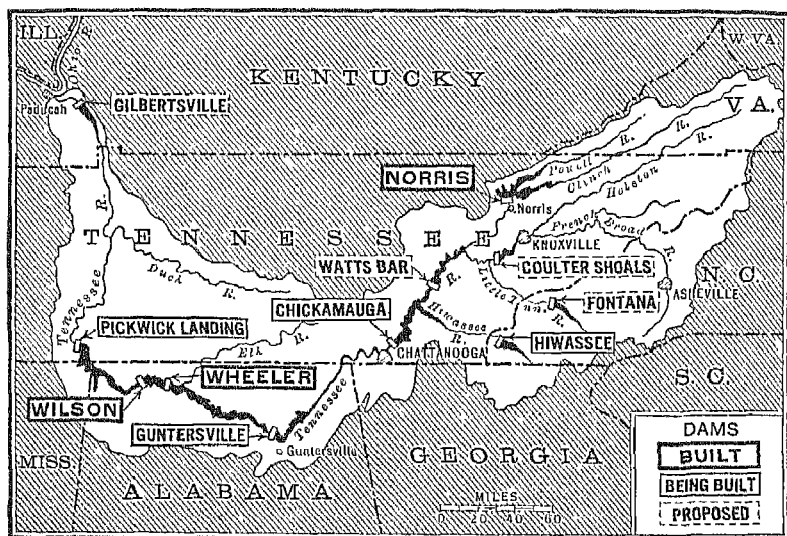 ILL.
Ohio R.
KENTUCKY
W. VA.
Paducah
GILBERTSVILLE
VA.
Powell R.
Clinch R.
Holston R.
NORRIS
Norris
French Broad R.
TENNESSEE
KNOXVILLE
WATTS BAR
COULTER SHOALS
N. C.
Duck R.
R.
Little Tenn. R.
FONTANA
ASHEVILLE
CHICKAMAUGA
Tennessee R.
Hiwassee R.
HIWASSEE
PICKWICK LANDING
Elk R.
CHATTANOOGA
WHEELER
S. C.
WILSON
Tennessee
GUNTERSVILLE
Guntersville
GEORGIA
MISS.
ALABAMA
MILES
0 20 40 60
DAMS
BUILT
BEING BUILT
PROPOSED